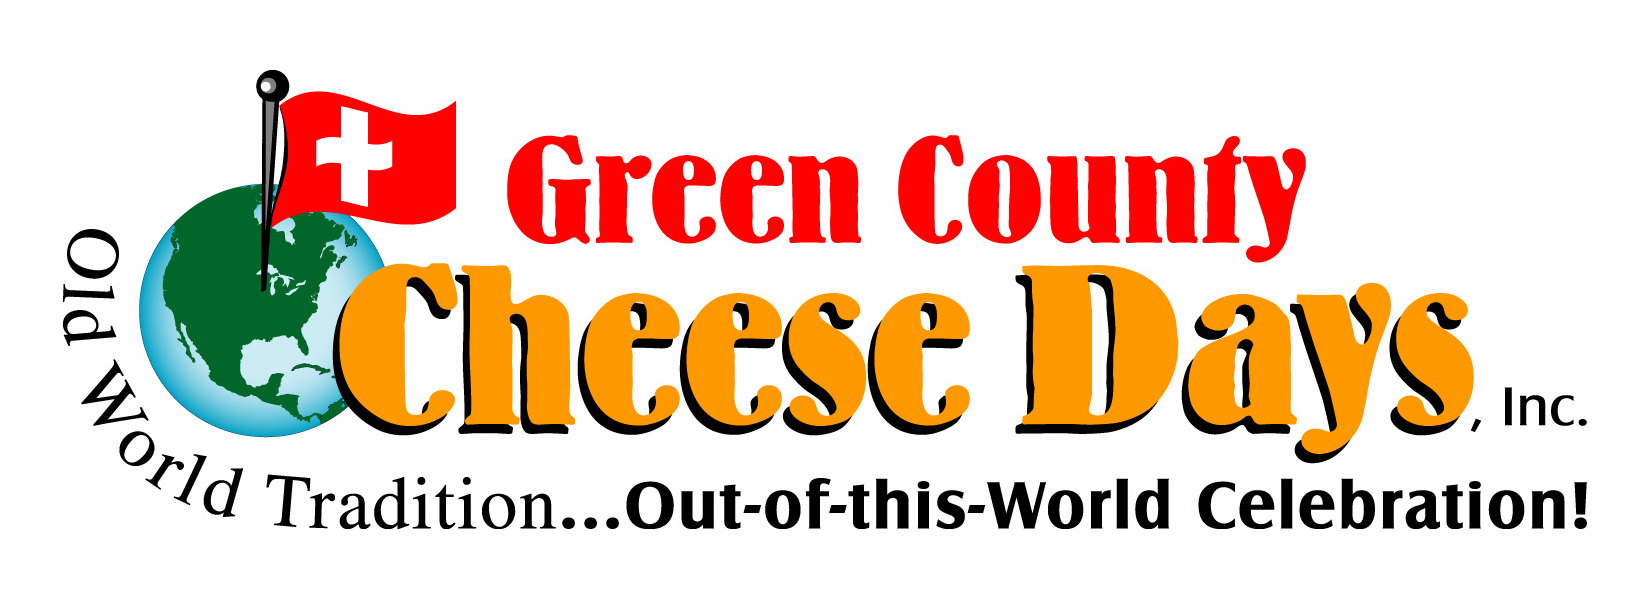 Green County
Cheese Days, Inc.
Old World Tradition...Out-of-this-World Celebration!